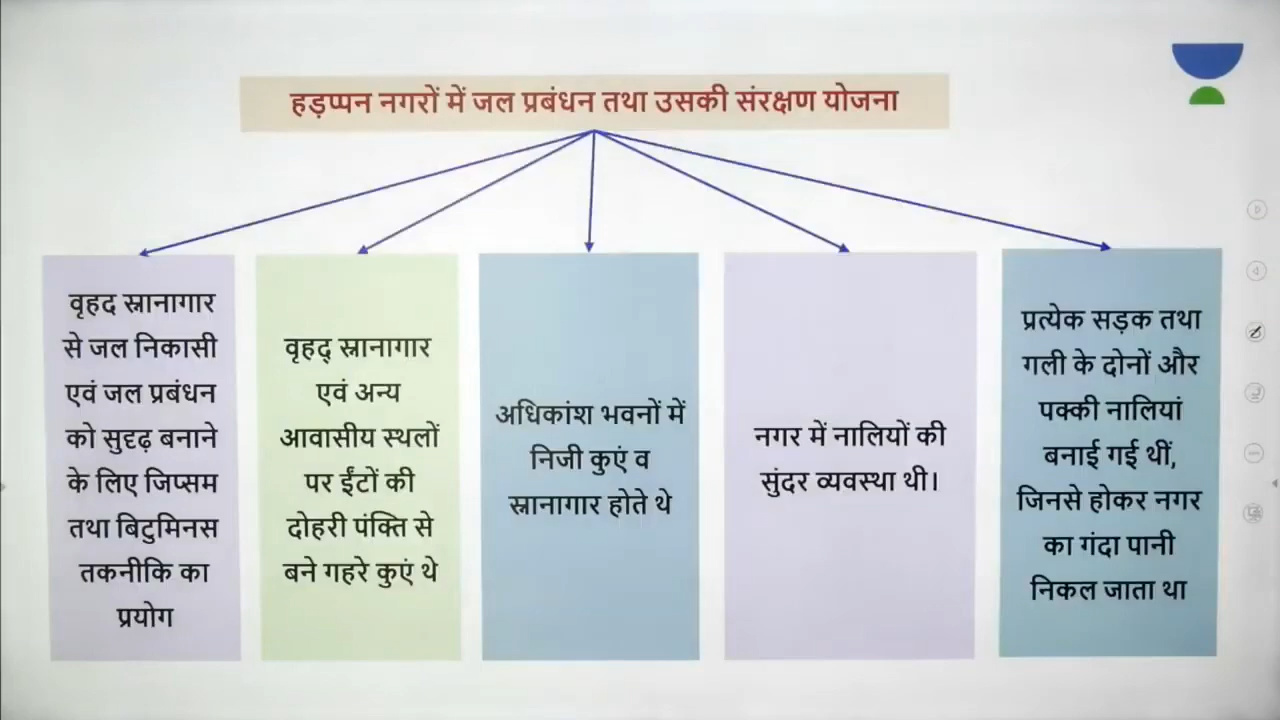 हड़प्पन नगरों में जल प्रबंधन तथा उसकी संरक्षण योजना
वृहद स्नानागार
से जल निकासी
एवं जल प्रबंधन
को सुदृढ़ बनाने
के लिए जिप्सम
तथा बिटुमिनस
तकनीकि का
प्रयोग
वृहद् स्नानागार
एवं अन्य
आवासीय स्थलों
पर ईंटों की
दोहरी पंक्ति से
बने गहरे कुएं थे
अधिकांश भवनों में
निजी कुएं व
स्नानागार होते थे
नगर में नालियों की
सुंदर व्यवस्था थी।
प्रत्येक सड़क तथा
गली के दोनों और
पक्की नालियां
बनाई गई थीं,
जिनसे होकर नगर
का गंदा पानी
निकल जाता था